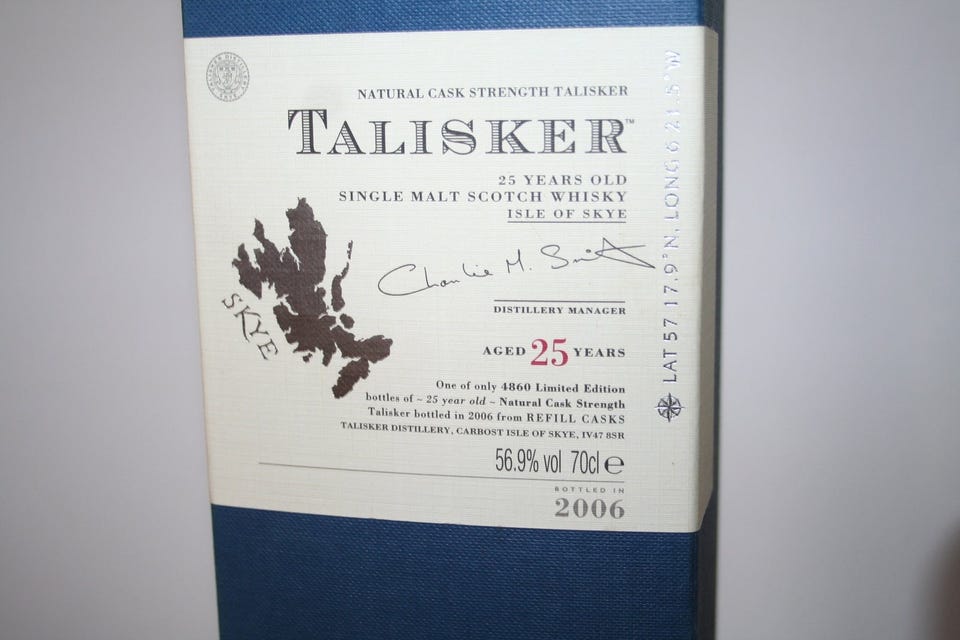 NATURAL CASK STRENGTH TALISKER
TALISKER™
25 YEARS OLD
SINGLE MALT SCOTCH WHISKY
ISLE OF SKYE
SKYE
Charlie M. Smith
DISTILLERY MANAGER
AGED 25 YEARS
One of only 4860 Limited Edition
bottles of ~ 25 year old ~ Natural Cask Strength
Talisker bottled in 2006 from REFILL CASKS
TALISKER DISTILLERY, CARBOST ISLE OF SKYE, IV47 8SR
56.9% vol 70cl e
BOTTLED IN
2006
LAT 57 17.9°N, LONG 6 21.5°W